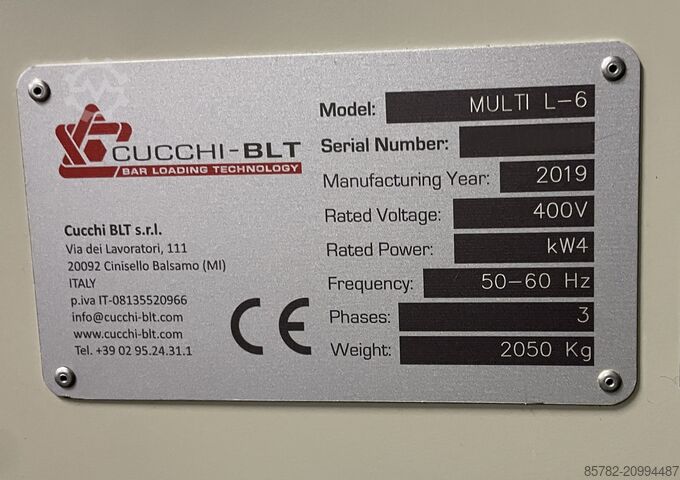 CUCCHI-BLT
BAR LOADING TECHNOLOGY
Cucchi BLT s.r.l.
Via dei Lavoratori, 111
20092 Cinisello Balsamo (MI)
ITALY
p.iva IT-08135520966
info@cucchi-blt.com
www.cucchi-blt.com
Tel. +39 02 95.24.31.1
CE
Model: MULTI L-6
Serial Number:
Manufacturing Year: 2019
Rated Voltage: 400V
Rated Power: kW4
Frequency: 50-60 Hz
Phases: 3
Weight: 2050 Kg
85782-20994487